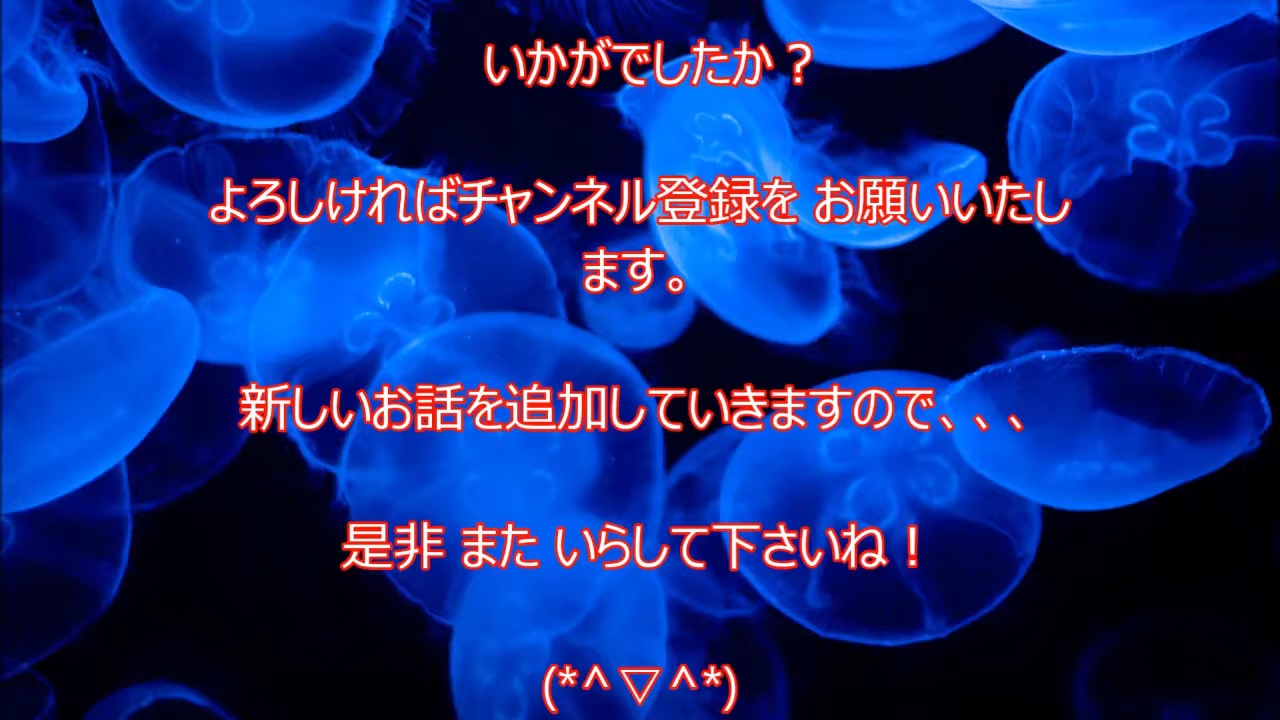 いかがでしたか？
よろしければチャンネル登録を お願いいたし
ます。
新しいお話を追加していきますので、、、
是非 また いらして下さいね！
(*^▽^*)